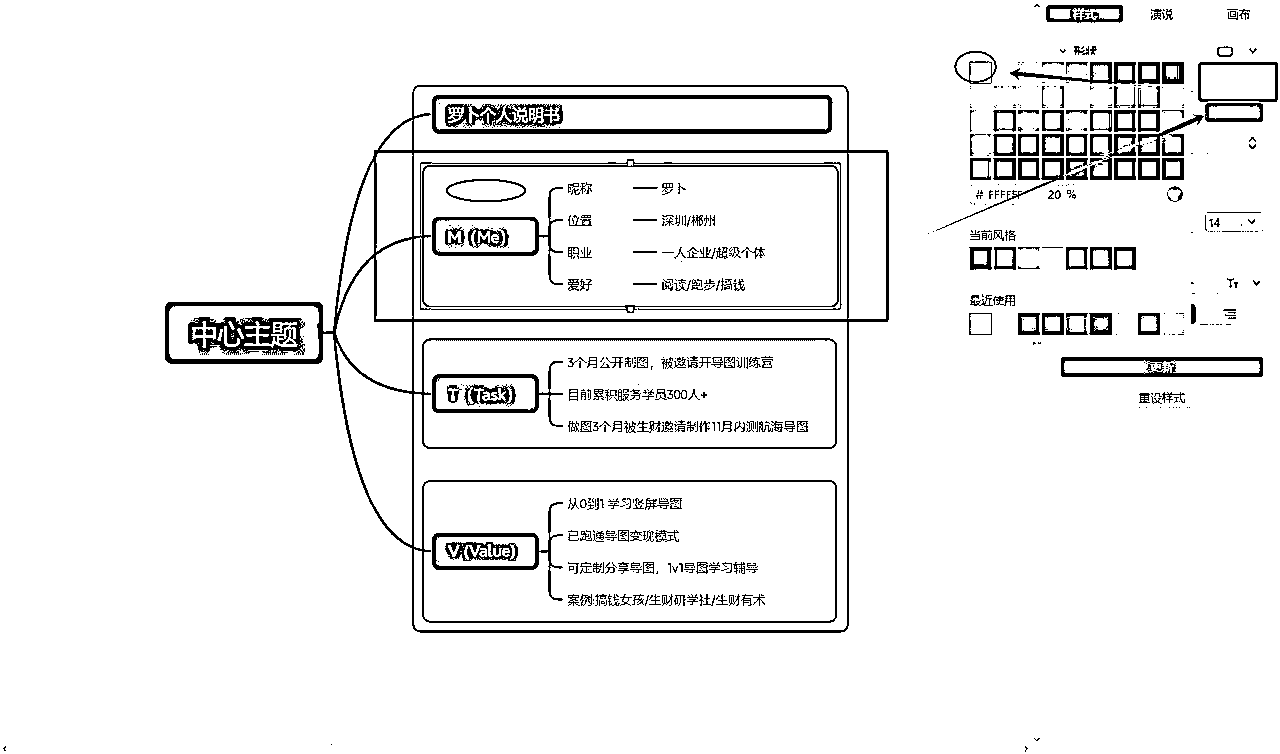 样式
演说
画布
形状
# FFFFFF 20 %
14
当前风格
Tт
最近使用
更新
重设样式
中心主题
罗卜个人说明书
M (Me)
昵称 罗卜
位置 深圳/郴州
职业 一人企业/超级个体
爱好 阅读/跑步/搞钱
T (Task)
3个月公开制图，被邀请开导图训练营
目前累积服务学员300人+
做图3个月被生财邀请制作11月内测航海导图
V (Value)
从0到1 学习竖屏导图
已跑通导图变现模式
可定制分享导图，1v1导图学习辅导
案例:搞钱女孩/生财研学社/生财有术